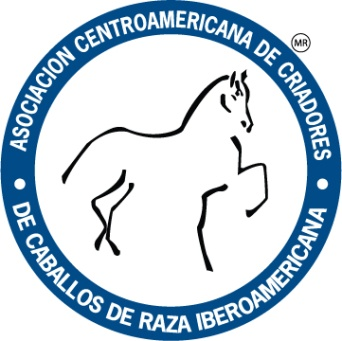 ASOCIACION CENTROAMERICANA DE CRIADORES
DE CABALLOS DE RAZA IBEROAMERICANA
MR